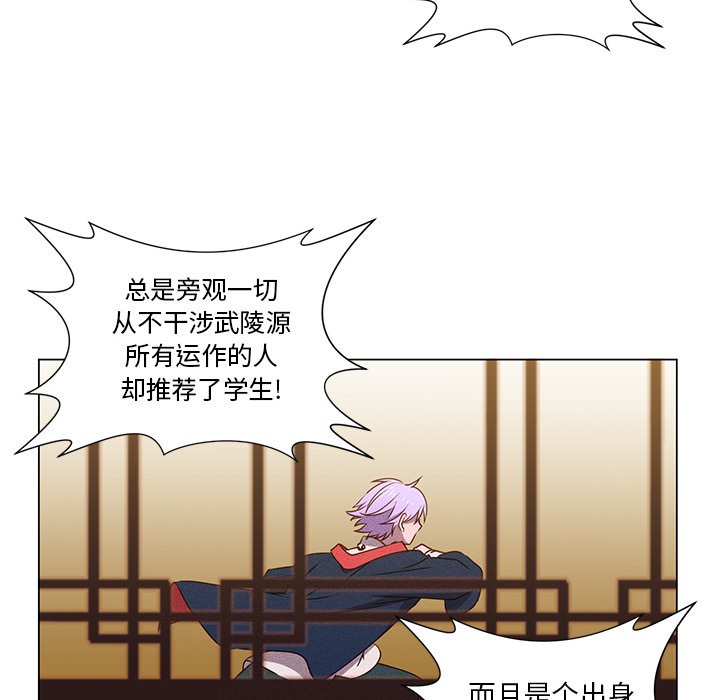 总是旁观一切
从不干涉武陵源
所有运作的人
却推荐了学生!
而且是个出身